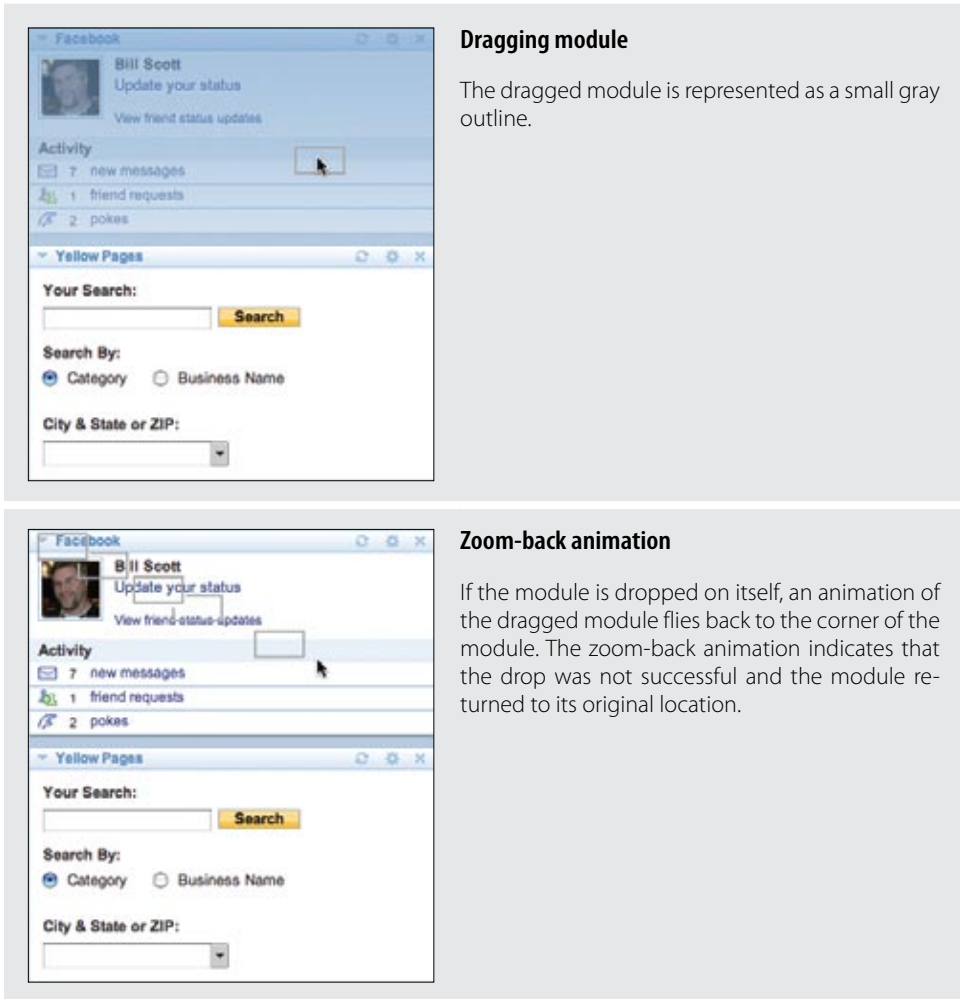 Facebook
Bill Scott
Update your status
View friend status updates
Activity
7 new messages
1 friend requests
2 pokes
Yellow Pages
Your Search:
Search
Search By:
Category Business Name
City & State or ZIP:
Dragging module
The dragged module is represented as a small gray
outline.
Facebook
Bill Scott
Update your status
View friend status updates
Activity
7 new messages
1 friend requests
2 pokes
Yellow Pages
Your Search:
Search
Search By:
Category Business Name
City & State or ZIP:
Zoom-back animation
If the module is dropped on itself, an animation of
the dragged module flies back to the corner of the
module. The zoom-back animation indicates that
the drop was not successful and the module re-
turned to its original location.